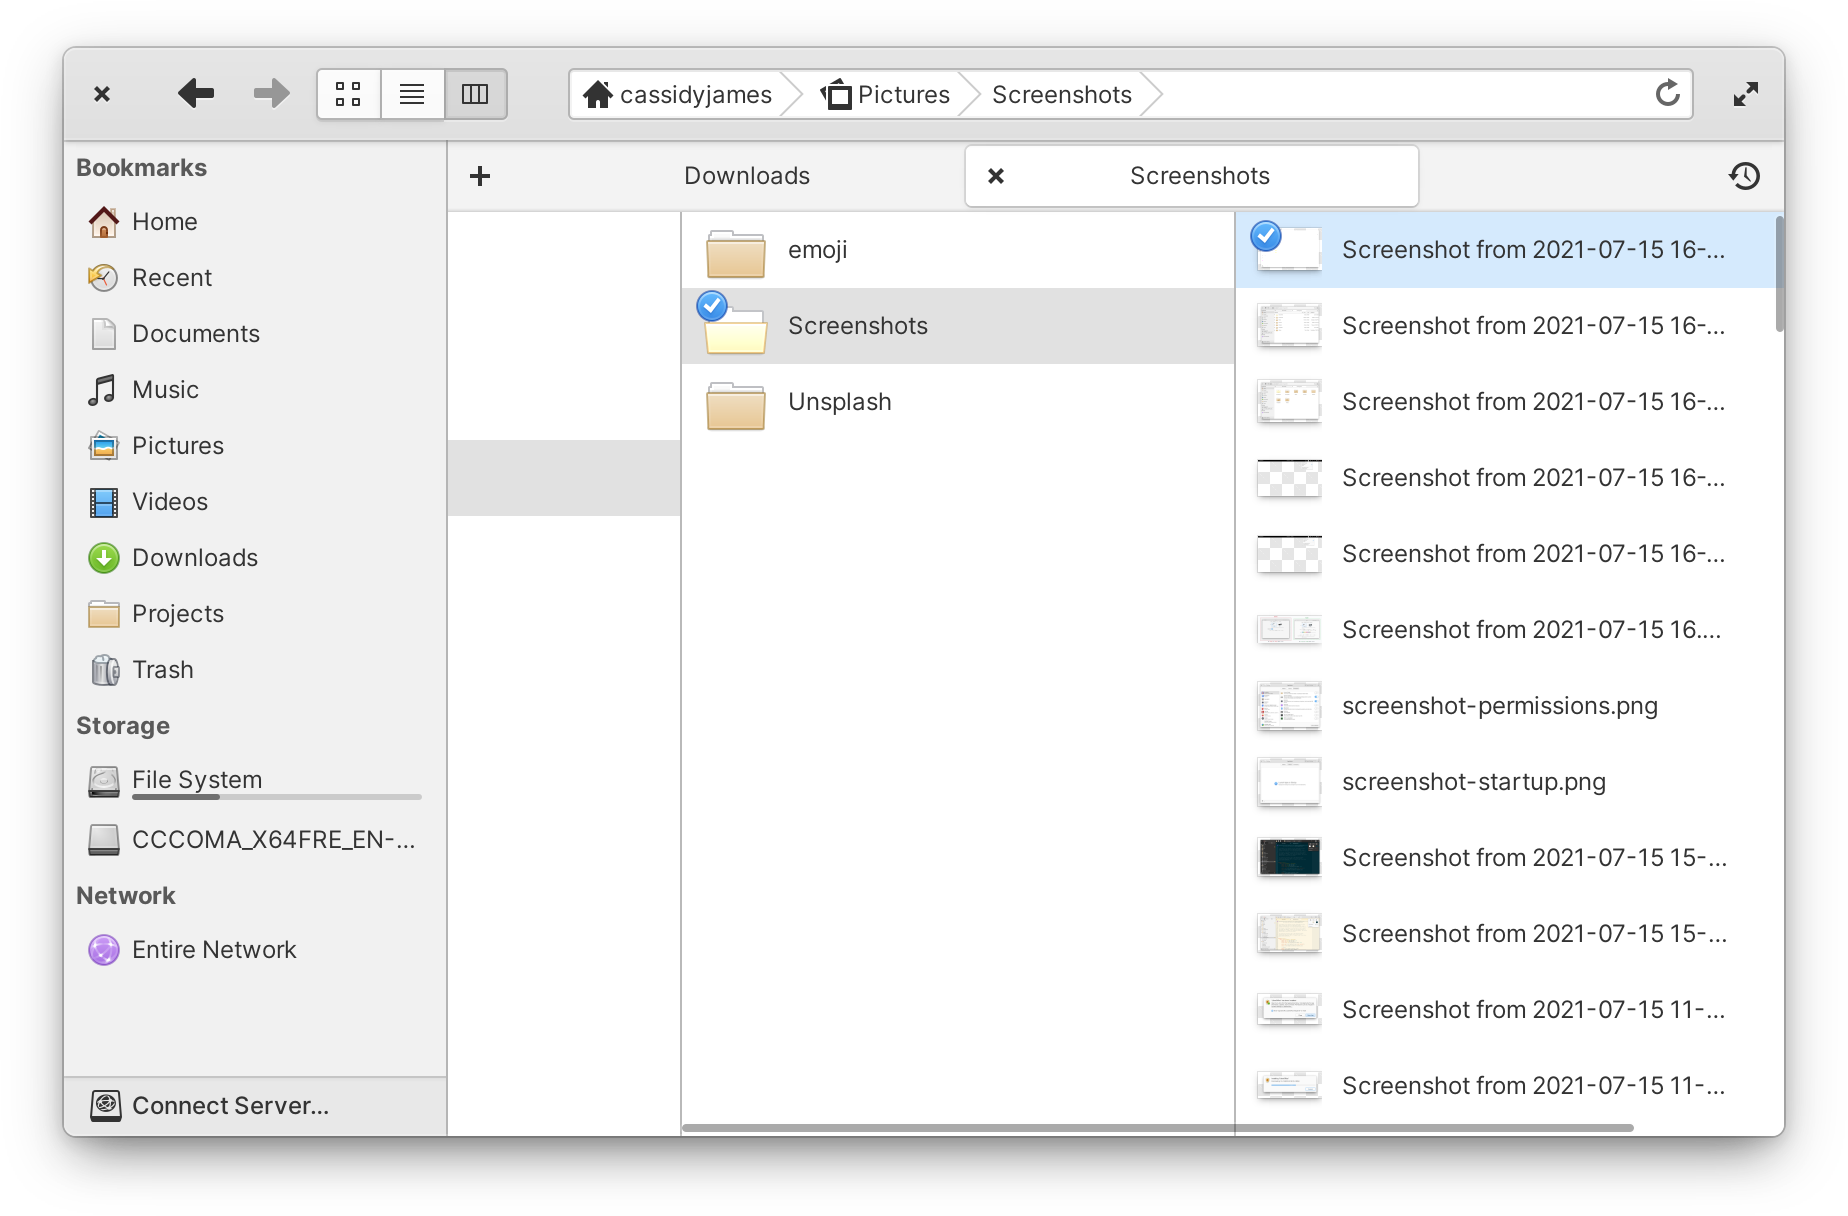 cassidyjames
Pictures
Screenshots
Bookmarks
Home
Recent
Documents
Music
Pictures
Videos
Downloads
Projects
Trash
Storage
File System
CCCOMA_X64FRE_EN-...
Network
Entire Network
Connect Server...
Downloads
Screenshots
emoji
Screenshots
Unsplash
Screenshot from 2021-07-15 16-...
Screenshot from 2021-07-15 16-...
Screenshot from 2021-07-15 16-...
Screenshot from 2021-07-15 16-...
Screenshot from 2021-07-15 16-...
Screenshot from 2021-07-15 16....
screenshot-permissions.png
screenshot-startup.png
Screenshot from 2021-07-15 15-...
Screenshot from 2021-07-15 15-...
Screenshot from 2021-07-15 11-...
Screenshot from 2021-07-15 11-...